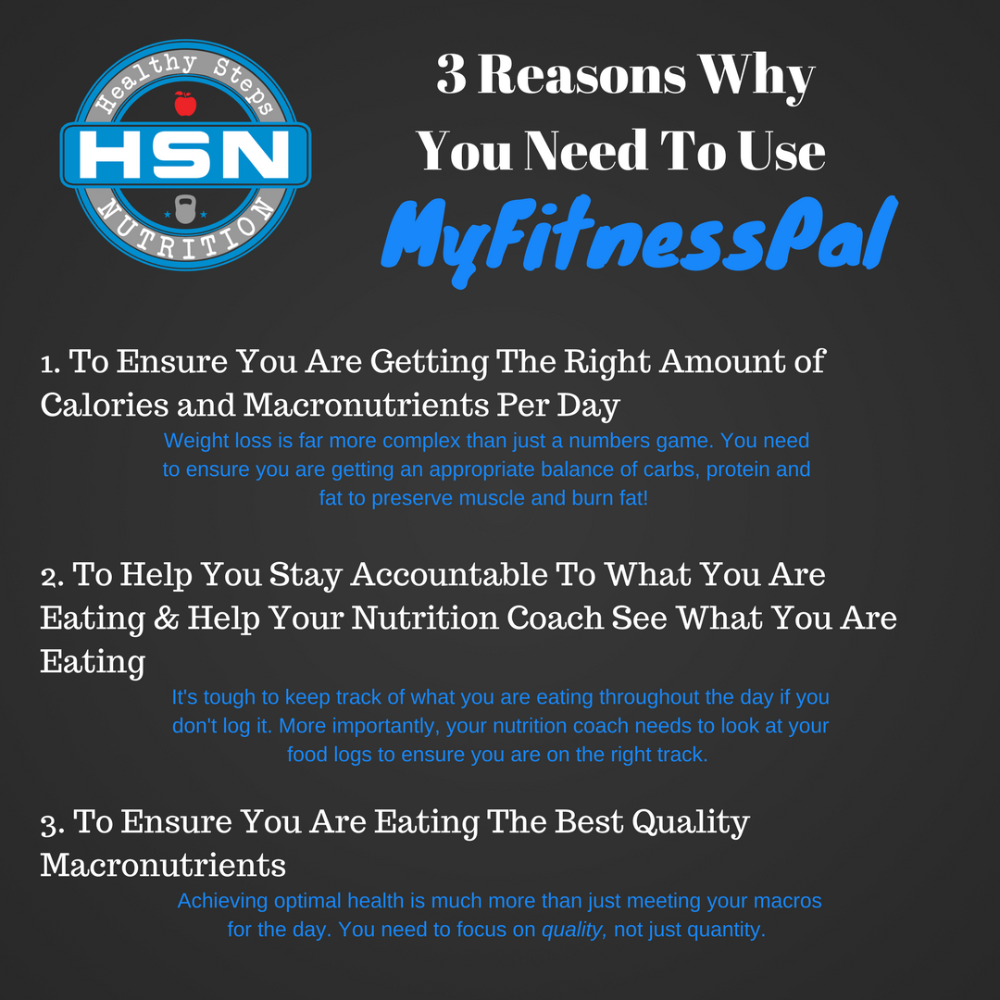 Healthy Steps
HSN
NUTRITION
3 Reasons Why
You Need To Use
MyFitnessPal
1. To Ensure You Are Getting The Right Amount of
Calories and Macronutrients Per Day
Weight loss is far more complex than just a numbers game. You need
to ensure you are getting an appropriate balance of carbs, protein and
fat to preserve muscle and burn fat!
2. To Help You Stay Accountable To What You Are
Eating & Help Your Nutrition Coach See What You Are
Eating
It's tough to keep track of what you are eating throughout the day if you
don't log it. More importantly, your nutrition coach needs to look at your
food logs to ensure you are on the right track.
3. To Ensure You Are Eating The Best Quality
Macronutrients
Achieving optimal health is much more than just meeting your macros
for the day. You need to focus on quality, not just quantity.